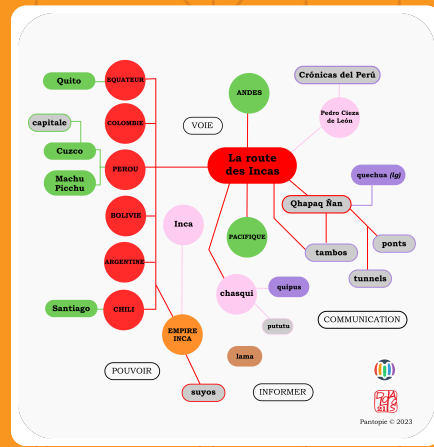 Crônicas del Perû
Quito
EQUATEUR
ANDES
capitale
COLOMBIE
VOIE
Pedro Cieza
de León
Cuzco
PEROU
La route
des Incas
quechua (lg)
Machu
Picchu
BOLIVIE
Inca
Qhapaq Ñan
PACIFIQUE
ponts
tambos
ARGENTINE
tunnels
chasqui
quipus
Santiago
CHILI
pututu
COMMUNICATION
EMPIRE
INCA
lama
POUVOIR
suyos
INFORMER
Pantopie © 2023